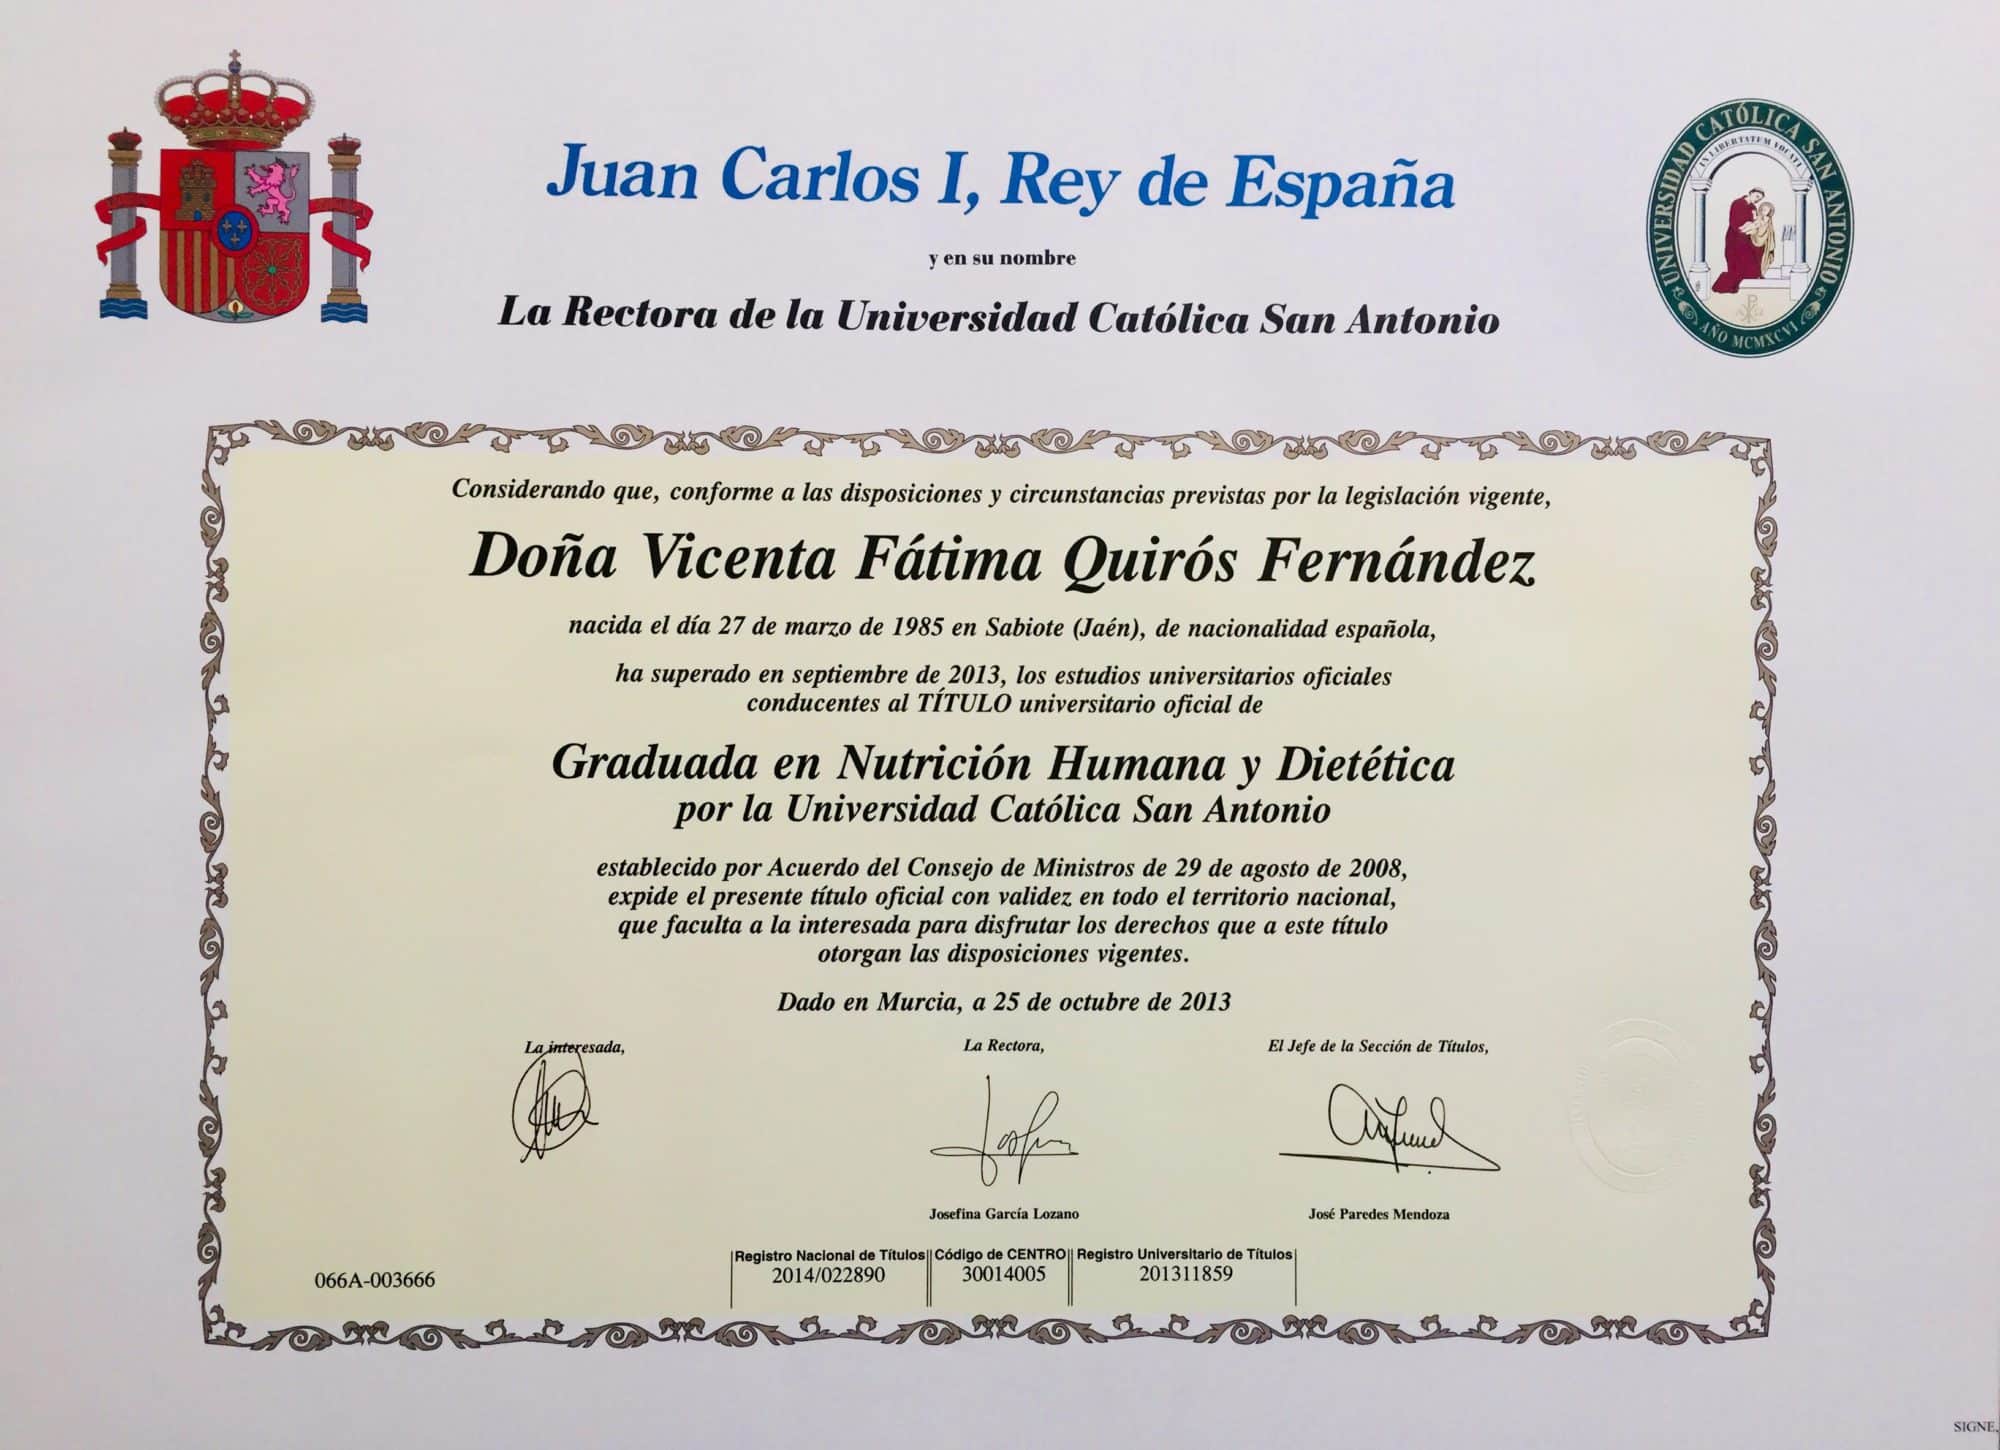 Juan Carlos I, Rey de España
y en su nombre
La Rectora de la Universidad Católica San Antonio
UNIVERSIDAD CATÓLICA SAN ANTONIO
IN LIBERTATEM VOCATI
AÑO MCMXCVI
Considerando que, conforme a las disposiciones y circunstancias previstas por la legislación vigente,
Doña Vicenta Fátima Quirós Fernández
nacida el día 27 de marzo de 1985 en Sabiote (Jaén), de nacionalidad española,
ha superado en septiembre de 2013, los estudios universitarios oficiales
conducentes al TÍTULO universitario oficial de
Graduada en Nutrición Humana y Dietética
por la Universidad Católica San Antonio
establecido por Acuerdo del Consejo de Ministros de 29 de agosto de 2008,
expide el presente título oficial con validez en todo el territorio nacional,
que faculta a la interesada para disfrutar los derechos que a este título
otorgan las disposiciones vigentes.
Dado en Murcia, a 25 de octubre de 2013
La interesada,
La Rectora,
El Jefe de la Sección de Títulos,
Josefina García Lozano
José Paredes Mendoza
Registro Nacional de Títulos
Código de CENTRO
Registro Universitario de Títulos
066A-003666
2014/022890
30014005
201311859
SIGNE,